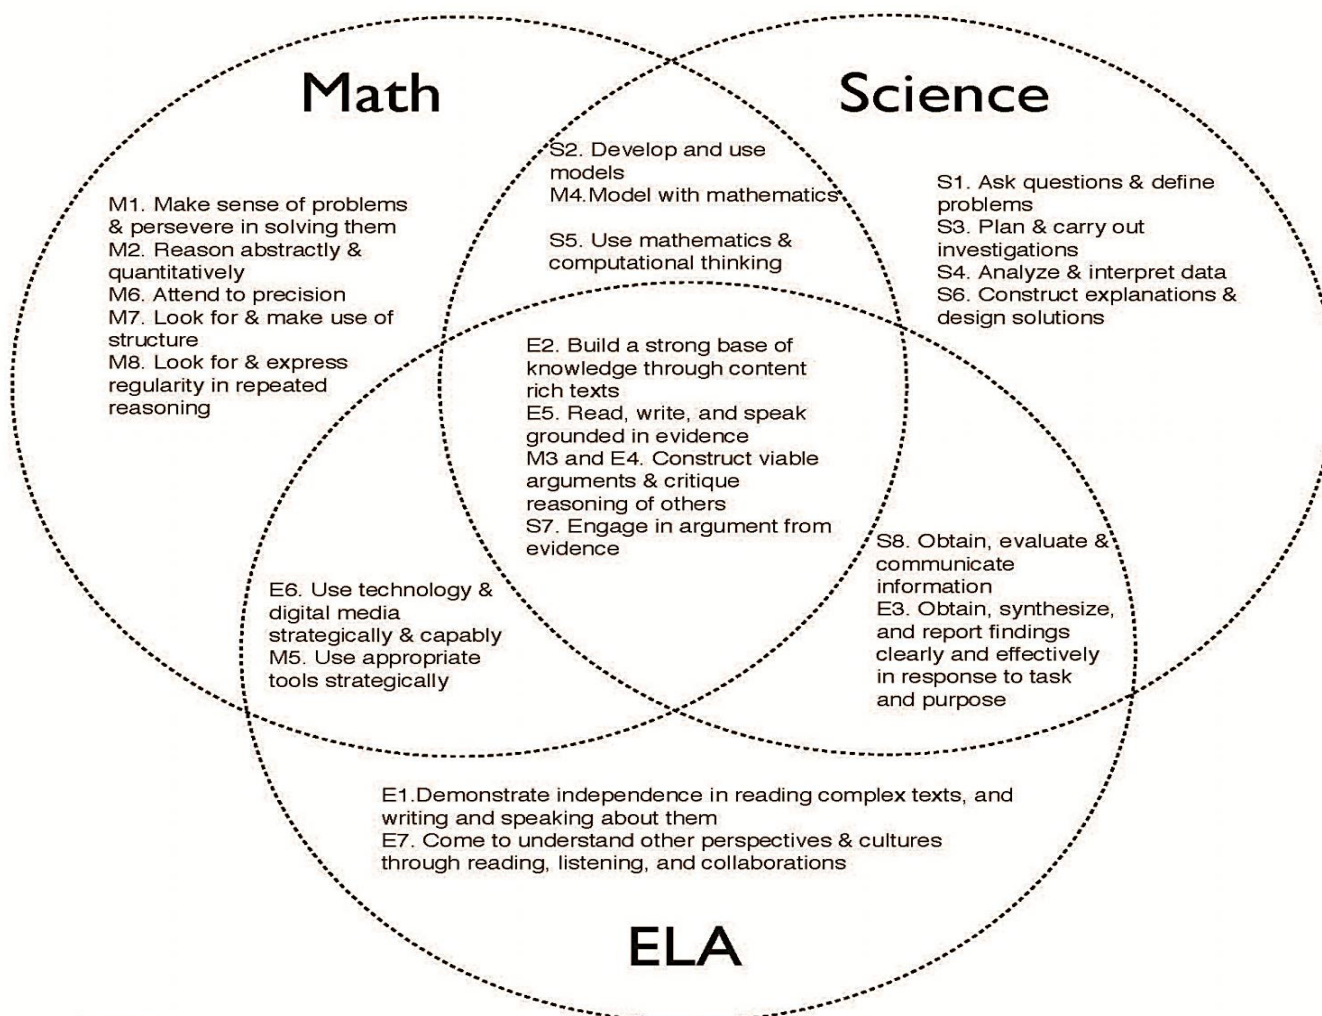 Math
Science
S2. Develop and use
models
M4.Model with mathematics
S5. Use mathematics &
computational thinking
M1. Make sense of problems
& persevere in solving them
M2. Reason abstractly &
quantitatively
M6. Attend to precision
M7. Look for & make use of
structure
M8. Look for & express
regularity in repeated
reasoning
S1. Ask questions & define
problems
S3. Plan & carry out
investigations
S4. Analyze & interpret data
S6. Construct explanations &
design solutions
E2. Build a strong base of
knowledge through content
rich texts
E5. Read, write, and speak
grounded in evidence
M3 and E4. Construct viable
arguments & critique
reasoning of others
S7. Engage in argument from
evidence
E6. Use technology &
digital media
strategically & capably
M5. Use appropriate
tools strategically
S8. Obtain, evaluate &
communicate
information
E3. Obtain, synthesize,
and report findings
clearly and effectively
in response to task
and purpose
E1.Demonstrate independence in reading complex texts, and
writing and speaking about them
E7. Come to understand other perspectives & cultures
through reading, listening, and collaborations
ELA